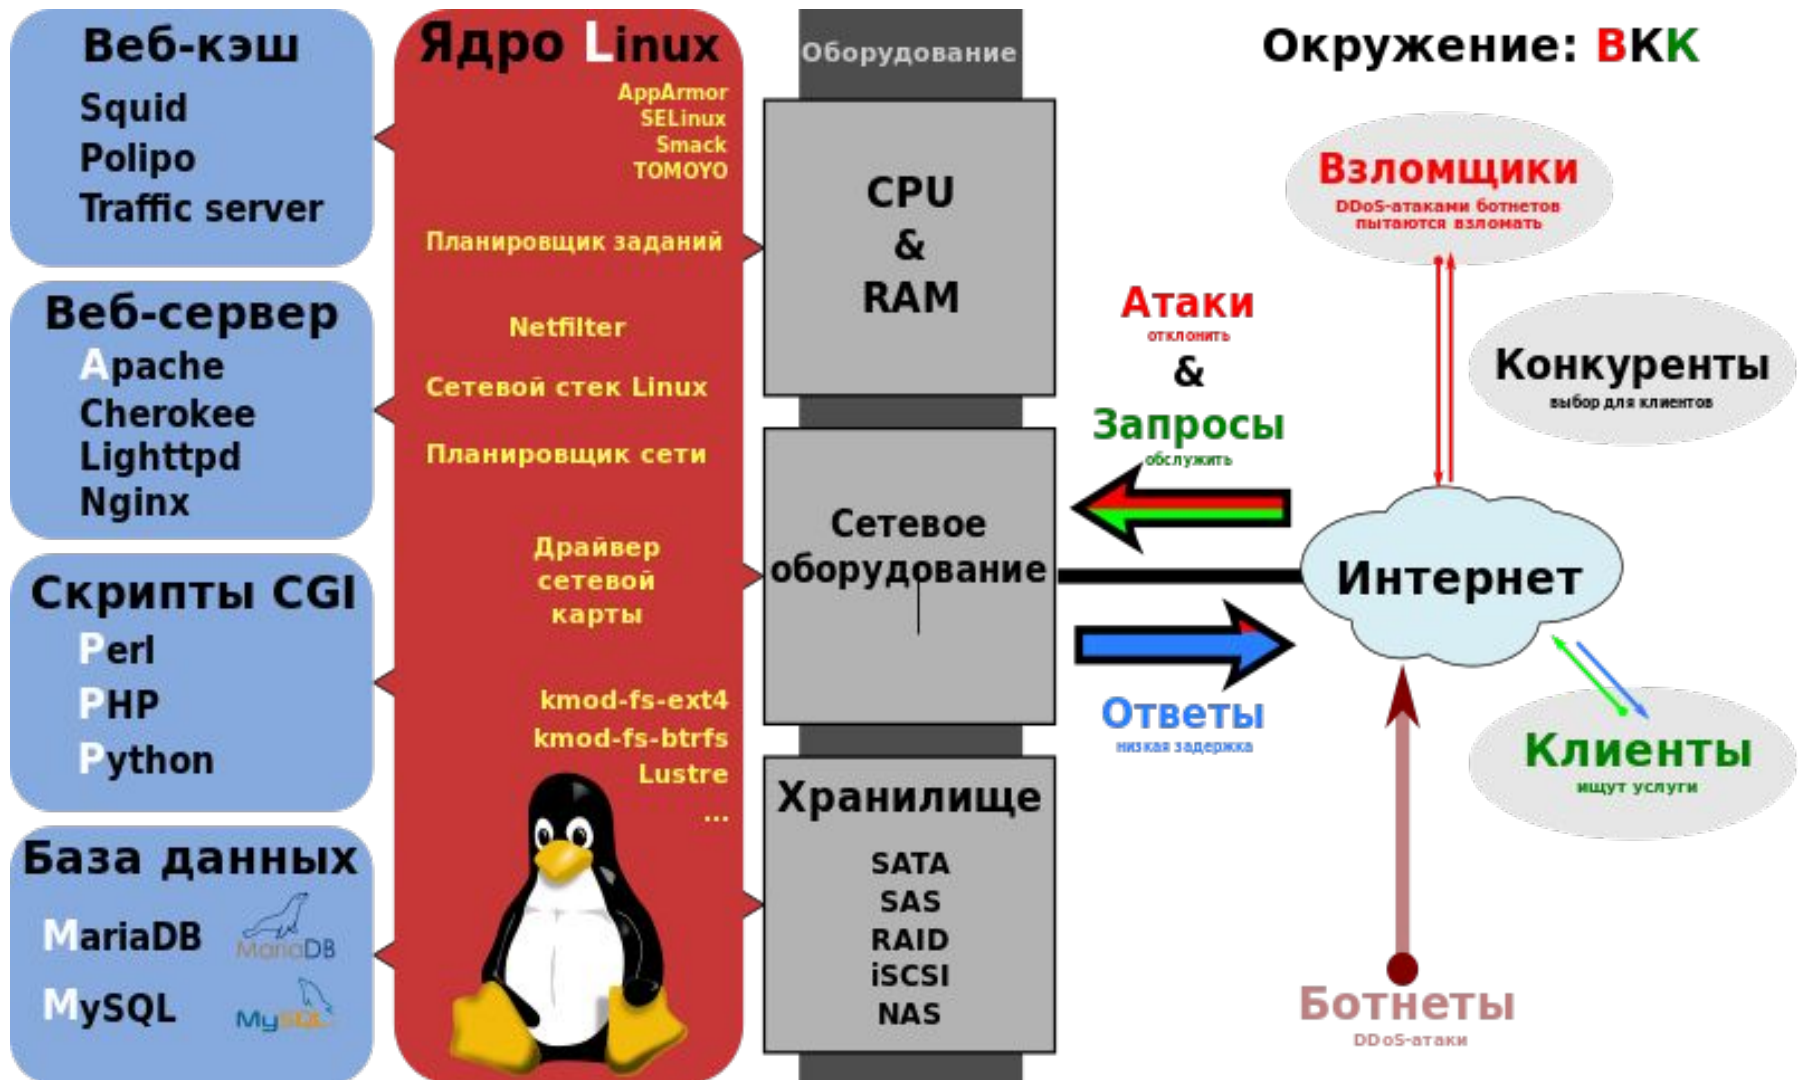 Веб-кэш
Squid
Polipo
Traffic server
Веб-сервер
Apache
Cherokee
Lighttpd
Nginx
Скрипты CGI
Perl
PHP
Python
База данных
MariaDB
MariaDB
MySQL
MySQL
Ядро Linux
AppArmor
SELinux
Smack
TOMOYO
Планировщик заданий
Netfilter
Сетевой стек Linux
Планировщик сети
Драйвер
сетевой
карты
kmod-fs-ext4
kmod-fs-btrfs
Lustre
...
Оборудование
CPU
&
RAM
Сетевое
оборудование
Хранилище
SATA
SAS
RAID
iSCSI
NAS
Окружение: ВКК
Взломщики
DDoS-атаками ботнетов
пытаются взломать
Атаки
отклонить
&
Запросы
обслужить
Конкуренты
выбор для клиентов
Интернет
Ответы
низкая задержка
Клиенты
ищут услуги
Ботнеты
DDoS-атаки